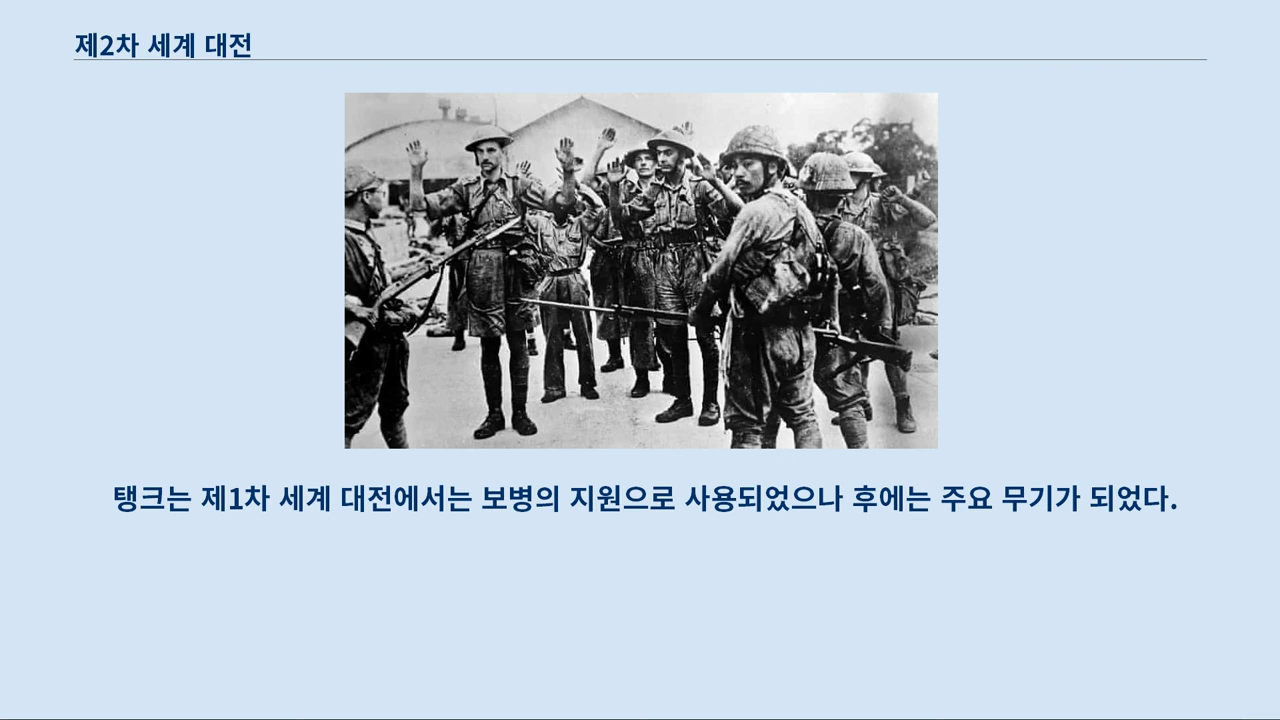 제2차 세계 대전
탱크는 제1차 세계 대전에서는 보병의 지원으로 사용되었으나 후에는 주요 무기가 되었다.